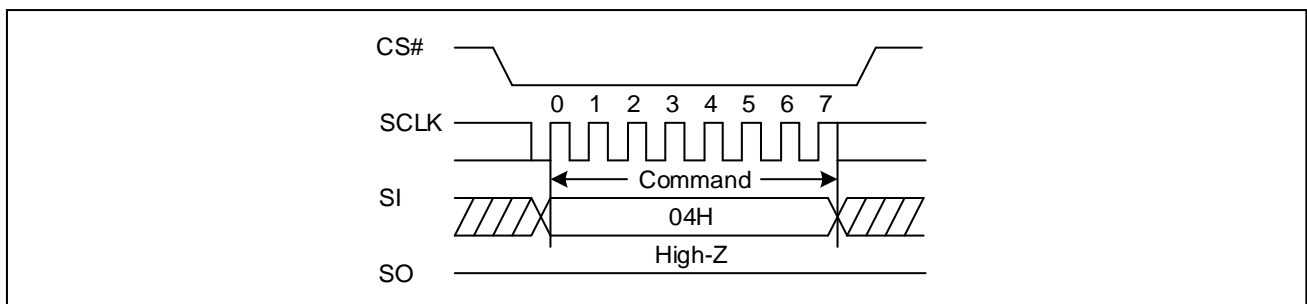 CS#
0 1 2 3 4 5 6 7
SCLK
Command
SI
04H
High-Z
SO